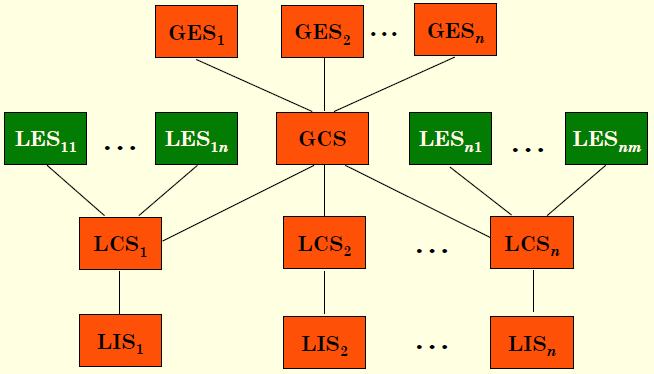 GES₁ GES₂ ... GESₙ
LES₁₁ ... LES₁ₙ GCS LESₙ₁ ... LESₙₘ
LCS₁ LCS₂ ... LCSₙ
LIS₁ LIS₂ ... LISₙ